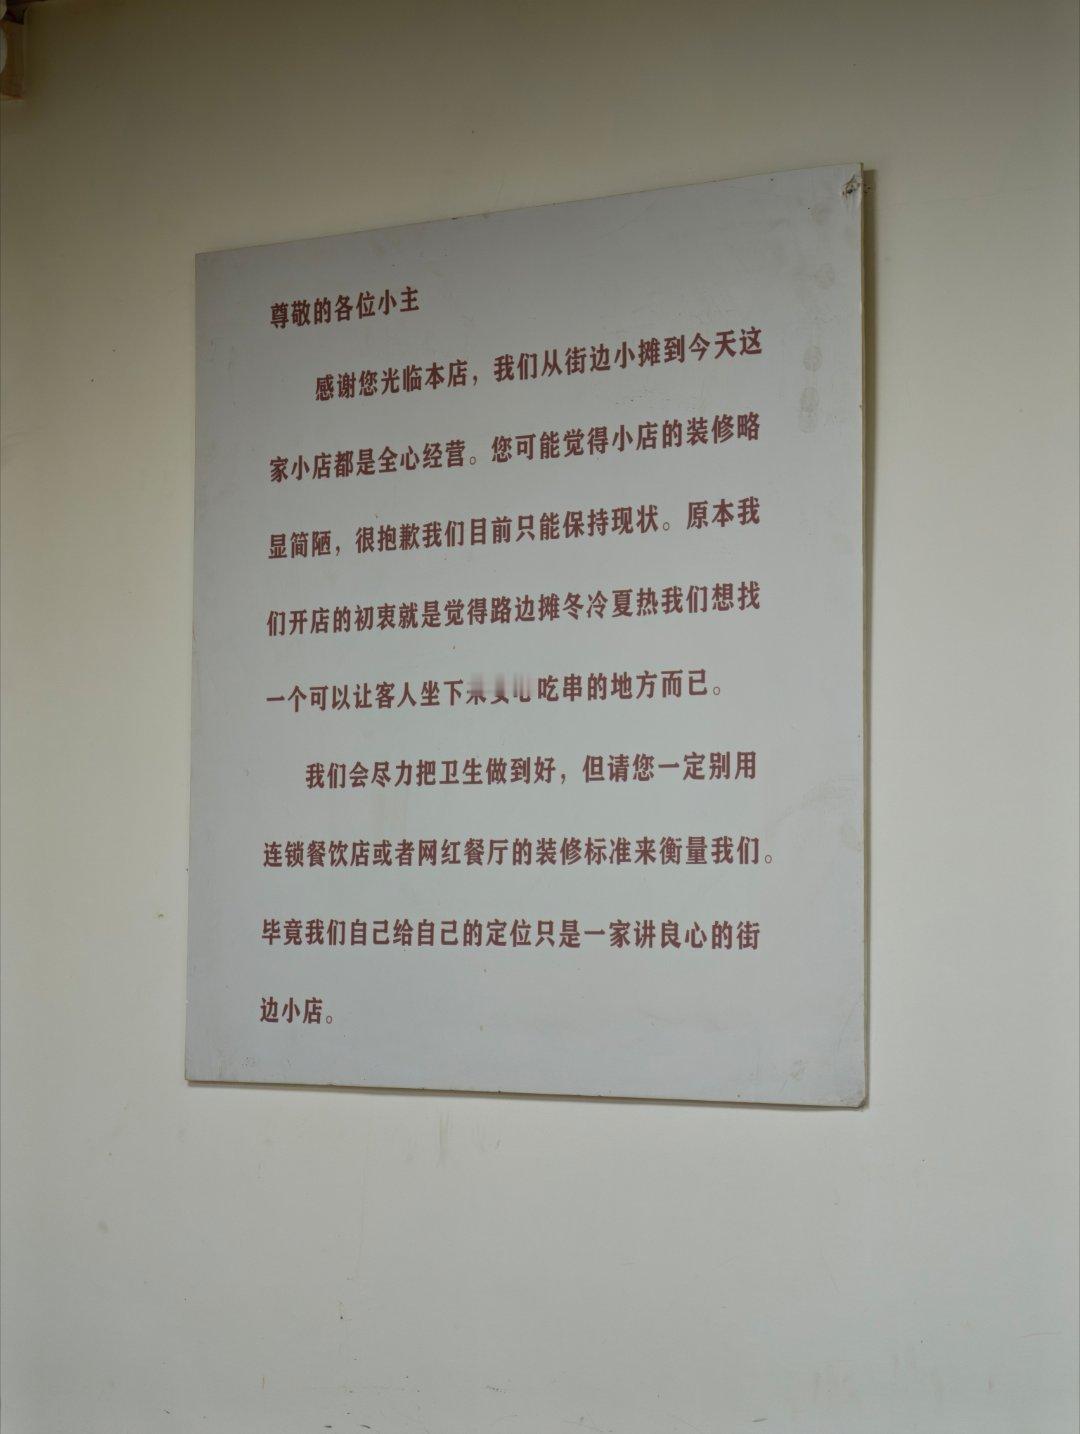 尊敬的各位小主
感谢您光临本店，我们从街边小摊到今天这
家小店都是全心经营。您可能觉得小店的装修略
显简陋，很抱歉我们目前只能保持现状。原本我
们开店的初衷就是觉得路边摊冬冷夏热我们想找
一个可以让客人坐下吃串的地方而已。
我们会尽力把卫生做到好，但请您一定别用
连锁餐饮店或者网红餐厅的装修标准来衡量我们。
毕竟我们自己给自己的定位只是一家讲良心的街
边小店。